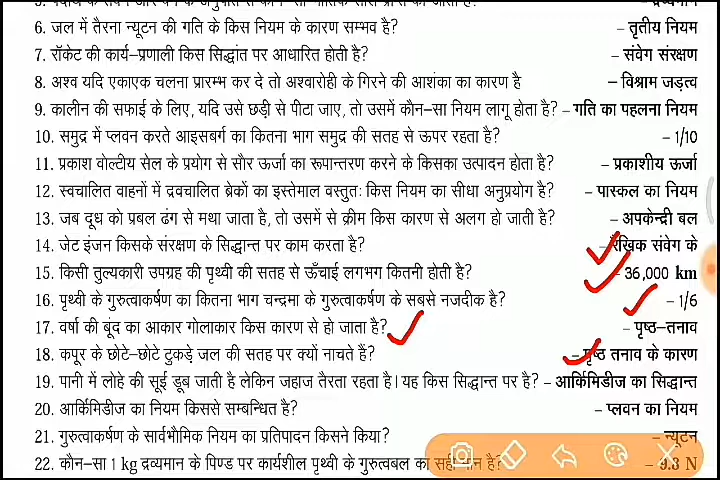 6. जल में तैरना न्यूटन की गति के किस नियम के कारण सम्भव है? – तृतीय नियम
7. रॉकेट की कार्य–प्रणाली किस सिद्धांत पर आधारित होती है? – संवेग संरक्षण
8. अश्व यदि एकाएक चलना प्रारम्भ कर दे तो अश्वारोही के गिरने की आशंका का कारण है – विश्राम जड़त्व
9. कालीन की सफाई के लिए, यदि उसे छड़ी से पीटा जाए, तो उसमें कौन–सा नियम लागू होता है? – गति का पहलना नियम
10. समुद्र में प्लवन करते आइसबर्ग का कितना भाग समुद्र की सतह से ऊपर रहता है? – 1/10
11. प्रकाश वोल्टीय सेल के प्रयोग से सौर ऊर्जा का रूपान्तरण करने के किसका उत्पादन होता है? – प्रकाशीय ऊर्जा
12. स्वचालित वाहनों में द्रवचालित ब्रेकों का इस्तेमाल वस्तुतः किस नियम का सीधा अनुप्रयोग है? – पास्कल का नियम
13. जब दूध को प्रबल ढंग से मथा जाता है, तो उसमें से क्रीम किस कारण से अलग हो जाती है? – अपकेन्द्री बल
14. जेट इंजन किसके संरक्षण के सिद्धान्त पर काम करता है? – रैखिक संवेग के
15. किसी तुल्यकारी उपग्रह की पृथ्वी की सतह से ऊँचाई लगभग कितनी होती है? – 36,000 km
16. पृथ्वी के गुरुत्वाकर्षण का कितना भाग चन्द्रमा के गुरुत्वाकर्षण के सबसे नजदीक है? – 1/6
17. वर्षा की बूंद का आकार गोलाकार किस कारण से हो जाता है? – पृष्ठ–तनाव
18. कपूर के छोटे–छोटे टुकड़े जल की सतह पर क्यों नाचते हैं? – पृष्ठ तनाव के कारण
19. पानी में लोहे की सूई डूब जाती है लेकिन जहाज तैरता रहता है। यह किस सिद्धान्त पर है? – आर्किमिडीज का सिद्धान्त
20. आर्किमिडीज का नियम किससे सम्बन्धित है? – प्लवन का नियम
21. गुरुत्वाकर्षण के सार्वभौमिक नियम का प्रतिपादन किसने किया? – न्यूटन
22. कौन–सा 1 kg द्रव्यमान के पिण्ड पर कार्यशील पृथ्वी के गुरुत्वबल का सही मान है? – 9.8 N